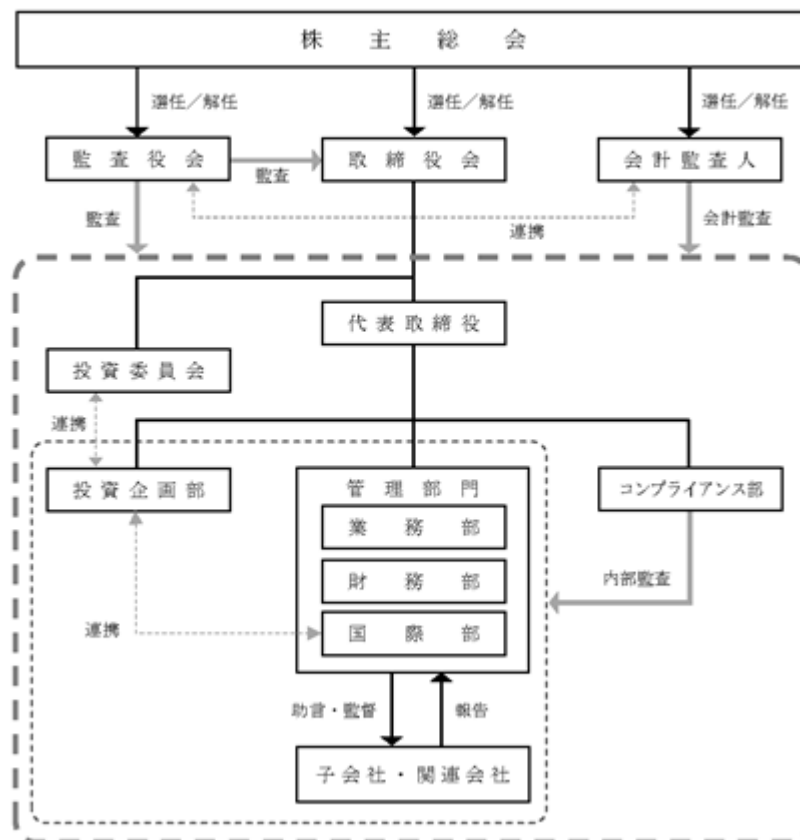 株主総会
選任／解任
選任／解任
選任／解任
監査役会
監査
取締役会
会計監査人
監査
連携
会計監査
代表取締役
投資委員会
連携
投資企画部
管理部門
コンプライアンス部
業務部
財務部
内部監査
連携
国際部
助言・監督
報告
子会社・関連会社